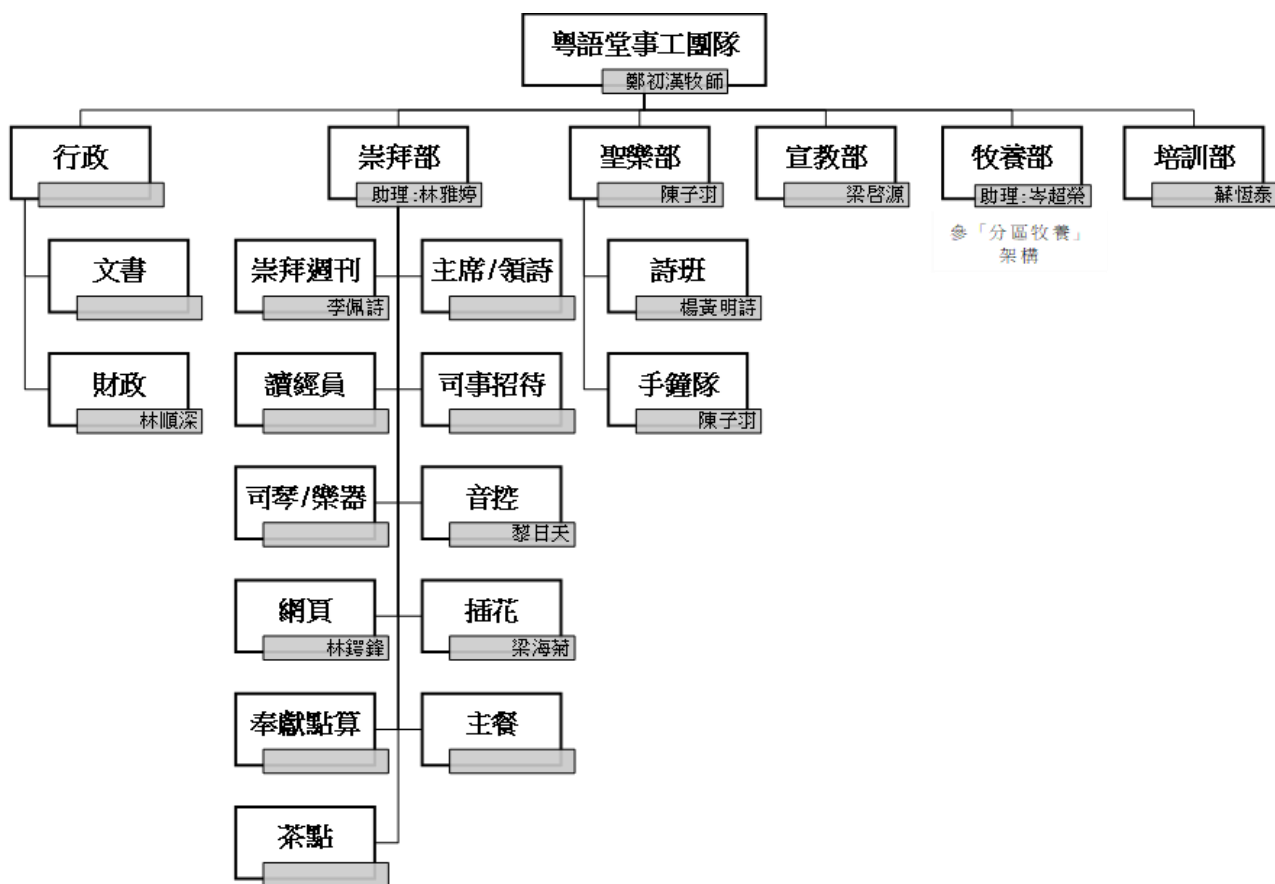 粵語堂事工團隊
鄭初漢牧師
行政
崇拜部
助理:林雅婷
聖樂部
陳子羽
宣教部
梁啓源
牧養部
助理:岑超榮
參「分區牧養」
架構
培訓部
蘇恆泰
文書
財政
林順深
崇拜週刊
李佩詩
主席/領詩
讀經員
司事招待
司琴/樂器
音控
黎日天
網頁
林鍔鋒
插花
梁海菊
奉獻點算
主餐
茶點
詩班
楊黃明詩
手鐘隊
陳子羽